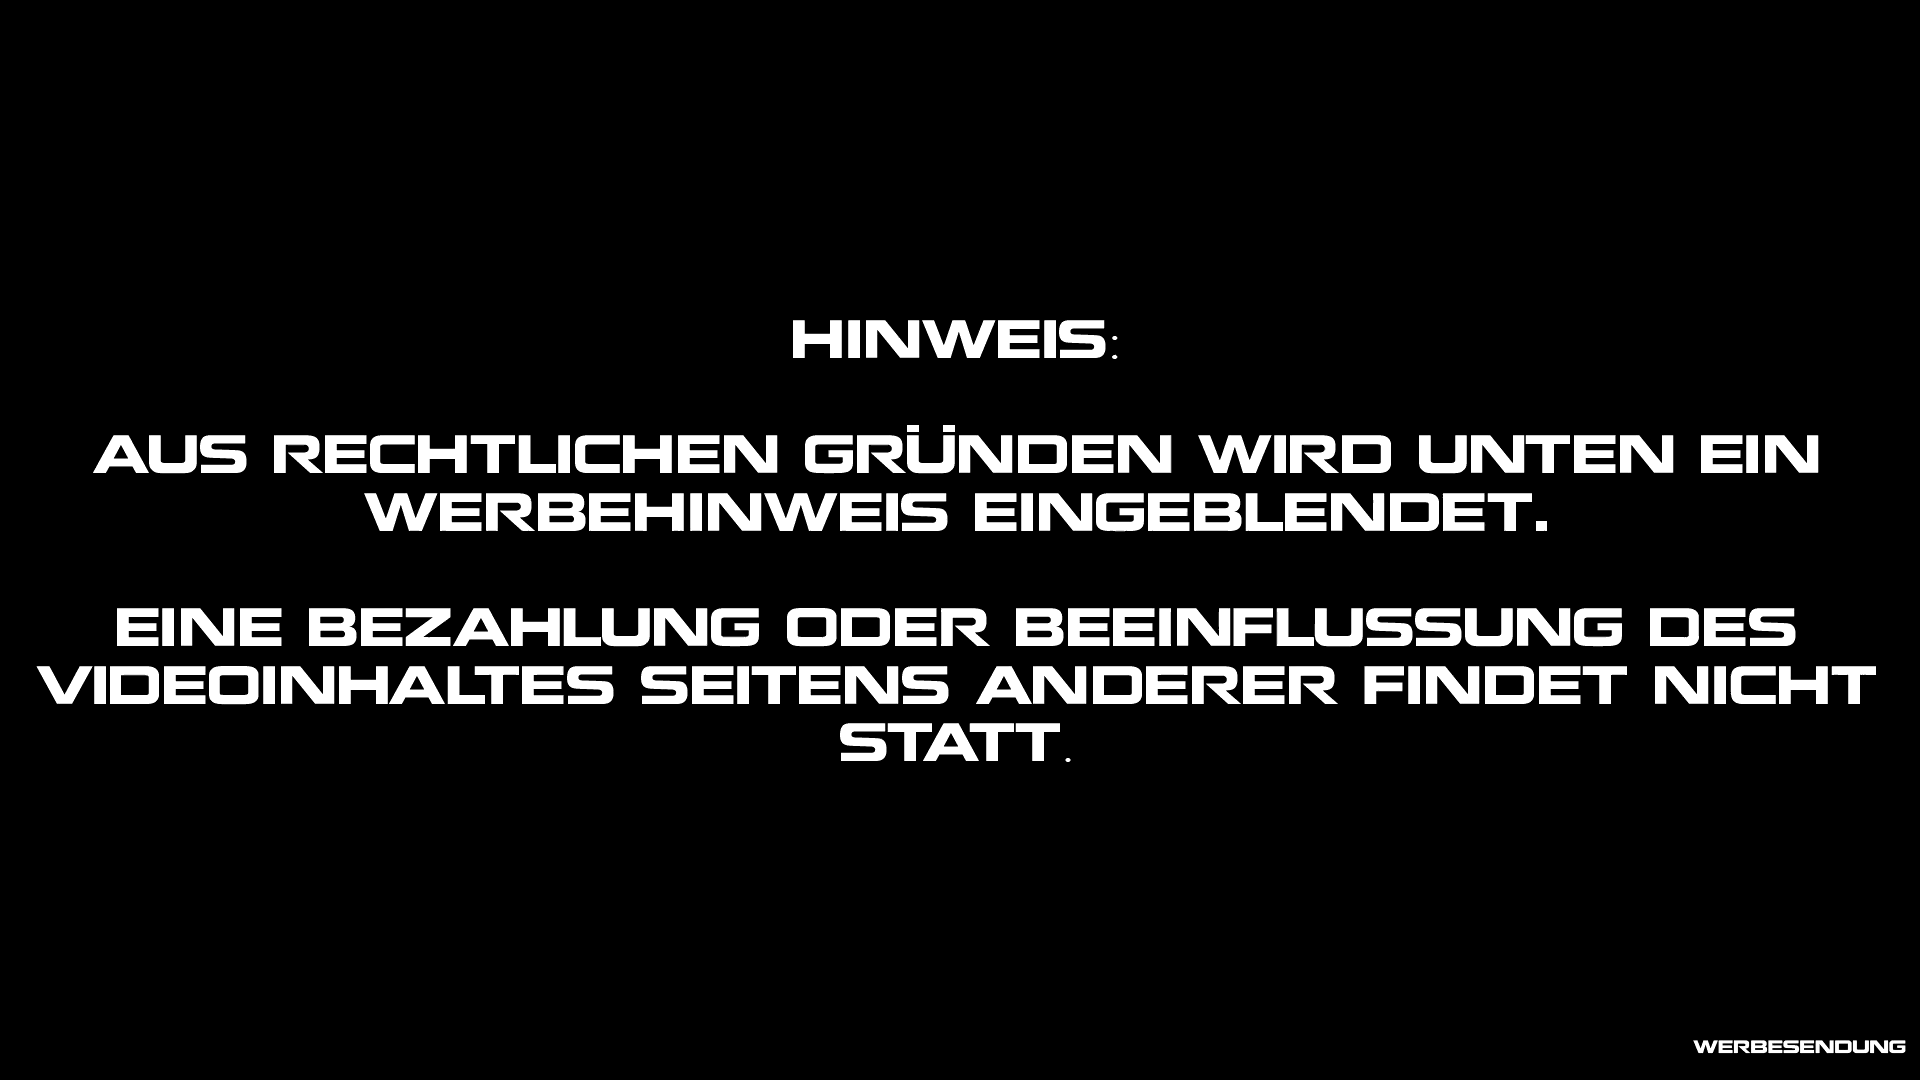 HINWEIS:
AUS RECHTLICHEN GRÜNDEN WIRD UNTEN EIN
WERBEHINWEIS EINGEBLENDET.
EINE BEZAHLUNG ODER BEEINFLUSSUNG DES
VIDEOINHALTES SEITENS ANDERER FINDET NICHT
STATT.
WERBESENDUNG